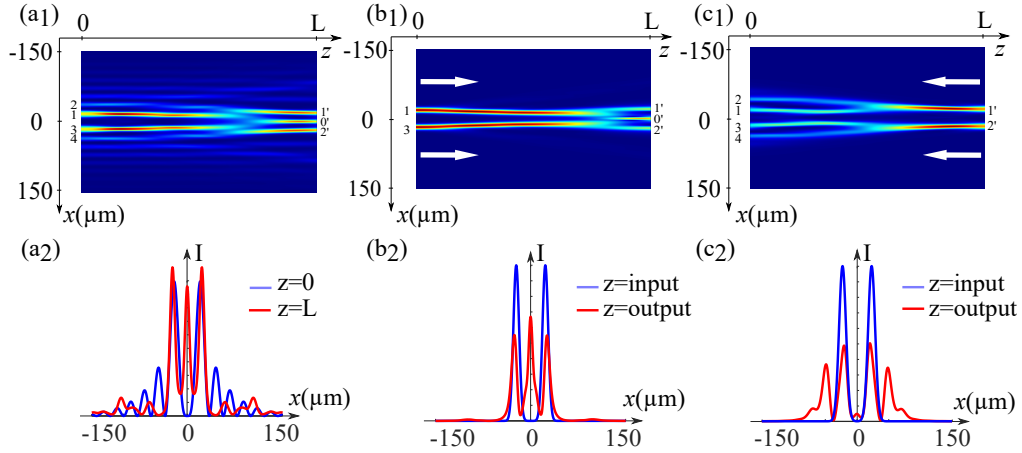 (a1)
0
L
z
-150
0
150
x(μm)
2
1
3
4
1'
0'
2'
(b1)
0
L
z
-150
0
150
x(μm)
1
3
1'
0'
2'
(c1)
0
L
z
-150
0
150
x(μm)
2
1
3
4
1'
2'
(a2)
I
z=0
z=L
x(μm)
-150
0
150
(b2)
I
z=input
z=output
x(μm)
-150
0
150
(c2)
I
z=input
z=output
x(μm)
-150
0
150